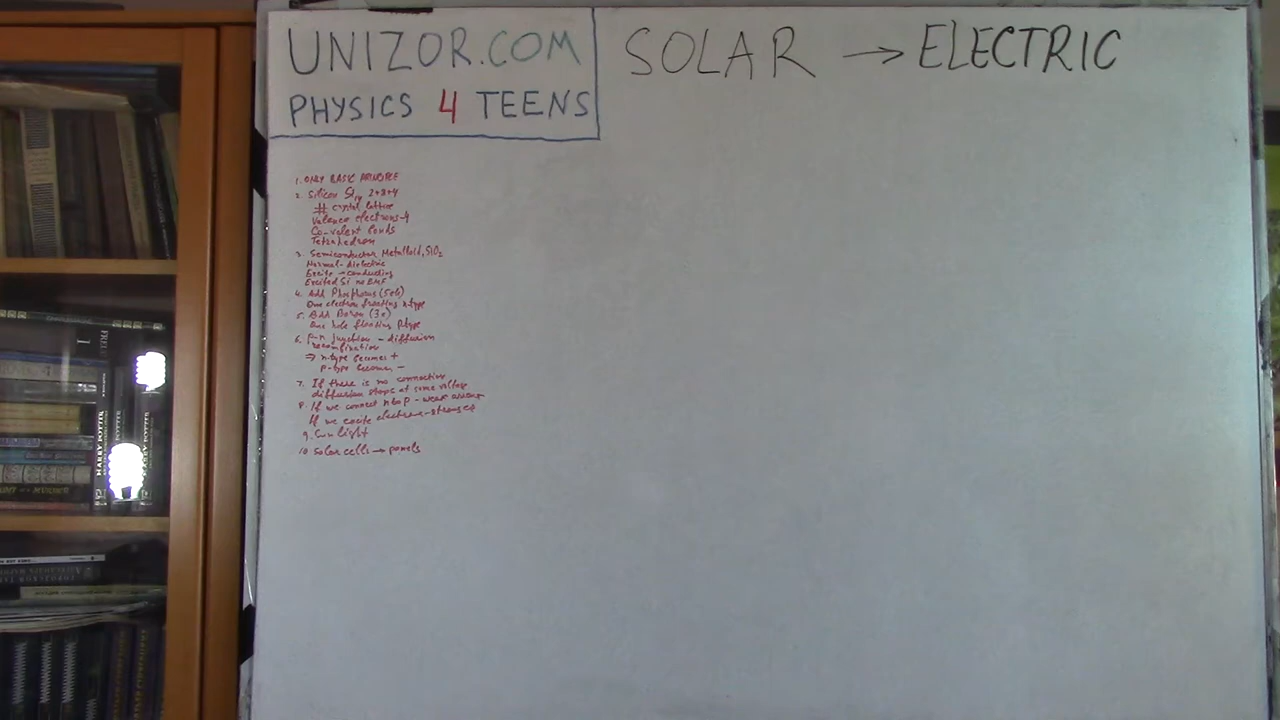 UNIZOR.COM
PHYSICS 4 TEENS
SOLAR → ELECTRIC
1. ONLY BASIC PRINCIPLE
2. Silicon Si14 2+8+4
# crystal lattice
Valence electrons-4
Co-valent bonds
Tetrahedron
3. Semiconductor Metalloid, SiO2
Normal - dielectric
Excite → conducting
Excited Si no EMF
4. Add Phosphorus (5e)
One electron floating n-type
5. Add Boron (3e)
One hole floating p-type
6. p-n junction - diffusion
recombination
⇒ n-type becomes +
p-type becomes -
7. If there is no connection
diffusion stops at some voltage
8. If we connect n to p - weak current
If we excite electrons - stronger
9. Sun light
10. Solar cells → panels
HARRY POTTER